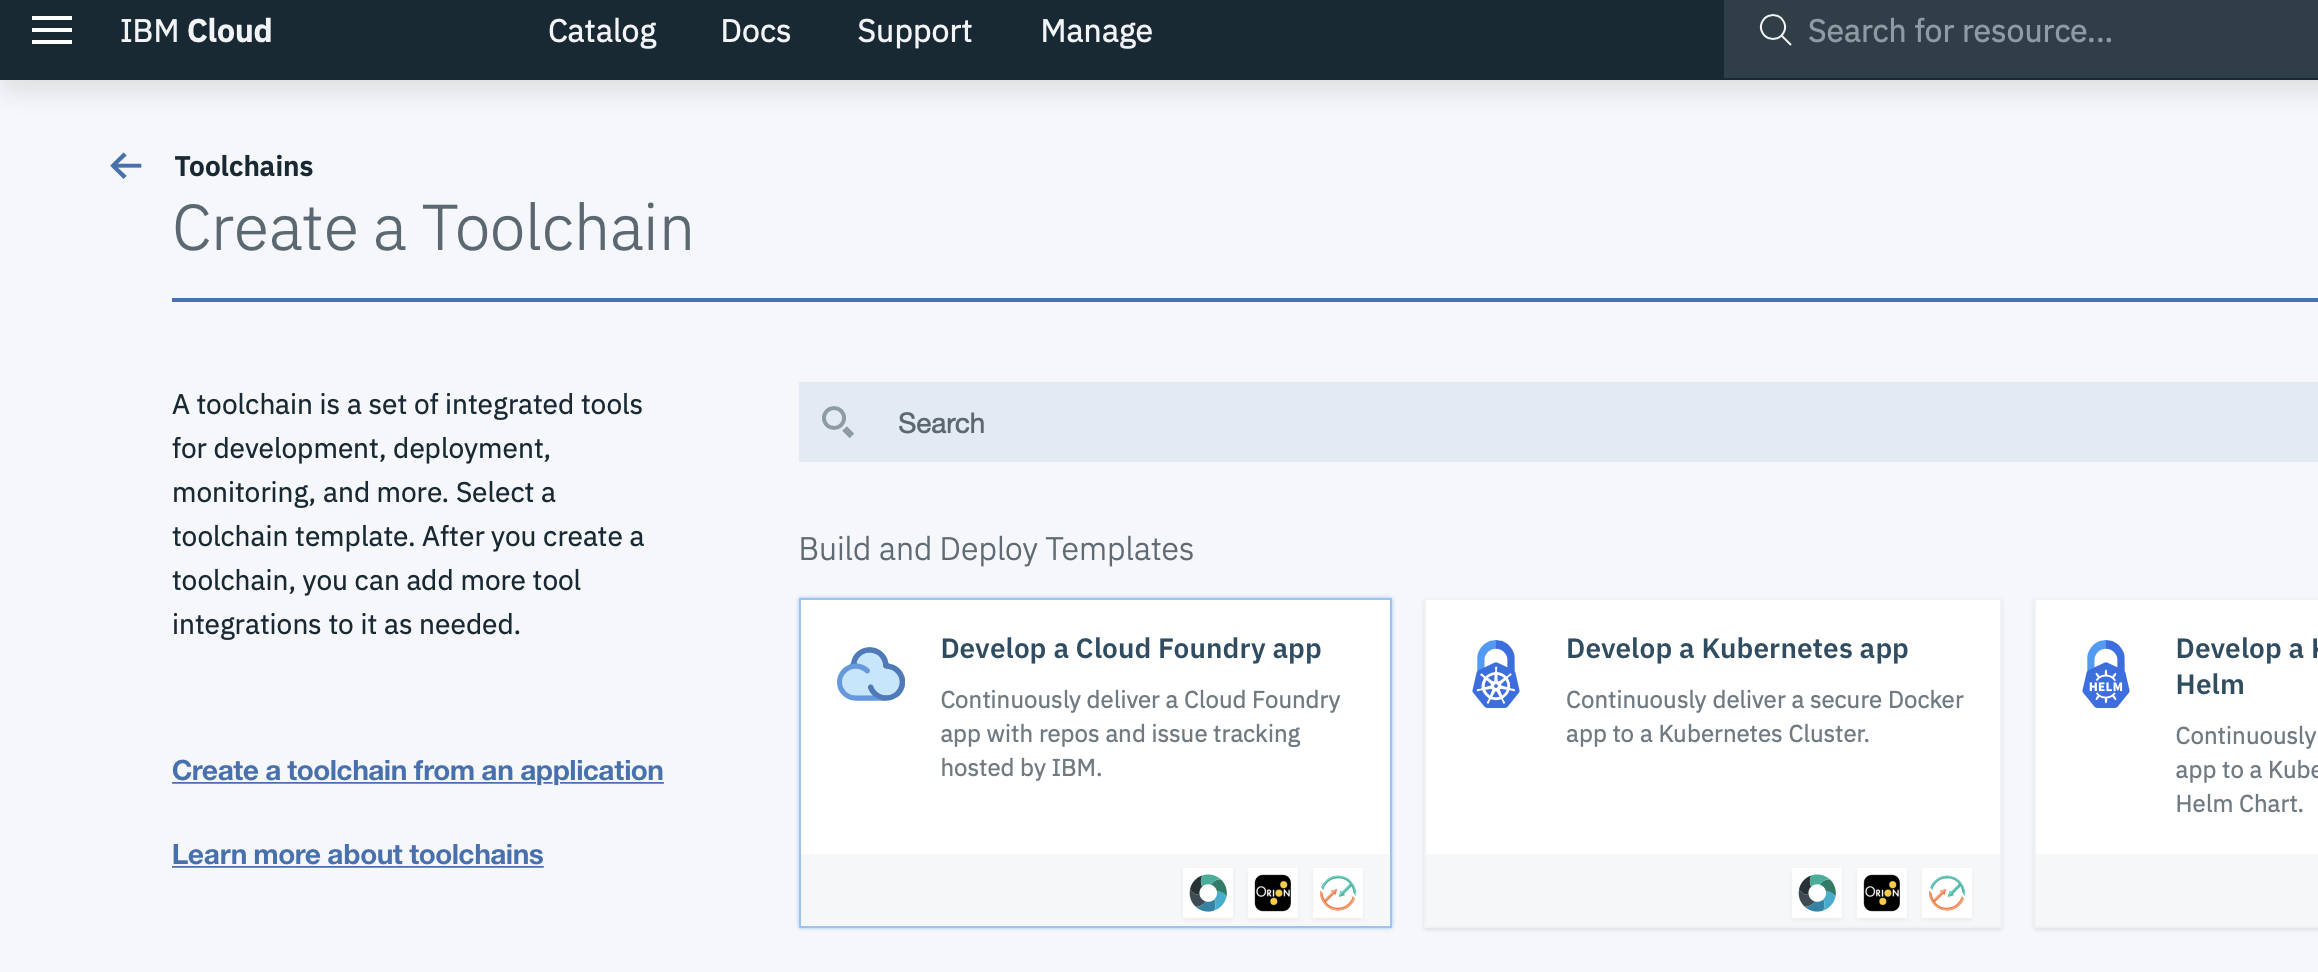 IBM Cloud
Catalog
Docs
Support
Manage
Search for resource...
Toolchains
Create a Toolchain
A toolchain is a set of integrated tools
for development, deployment,
monitoring, and more. Select a
toolchain template. After you create a
toolchain, you can add more tool
integrations to it as needed.
Create a toolchain from an application
Learn more about toolchains
Search
Build and Deploy Templates
Develop a Cloud Foundry app
Continuously deliver a Cloud Foundry
app with repos and issue tracking
hosted by IBM.
ORION
Develop a Kubernetes app
Continuously deliver a secure Docker
app to a Kubernetes Cluster.
ORION
HELM
Develop a
Helm
Continuously
app to a
Helm Chart.